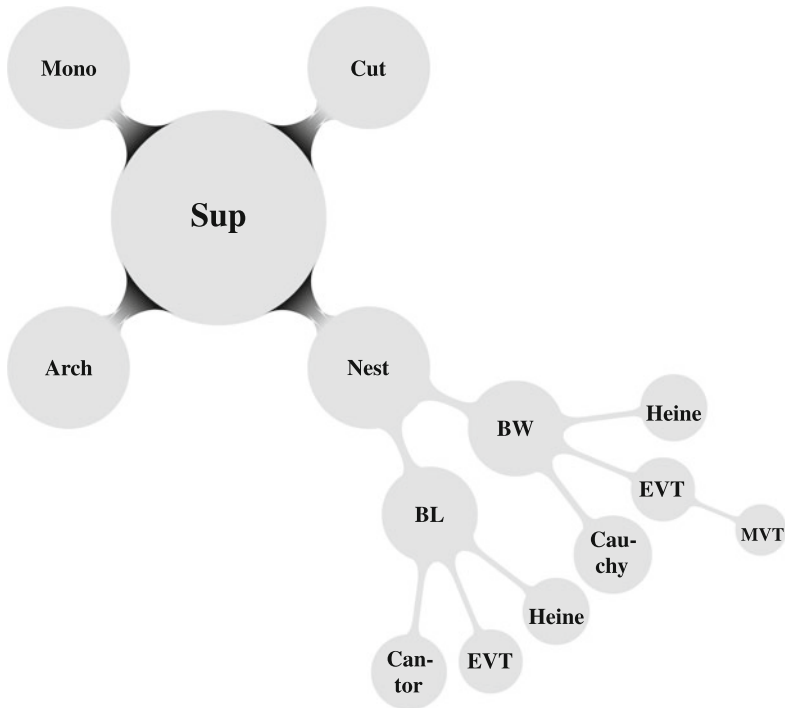 Mono
Cut
Sup
Arch
Nest
BW
Heine
EVT
MVT
BL
Cau-
chy
Heine
Can-
tor
EVT